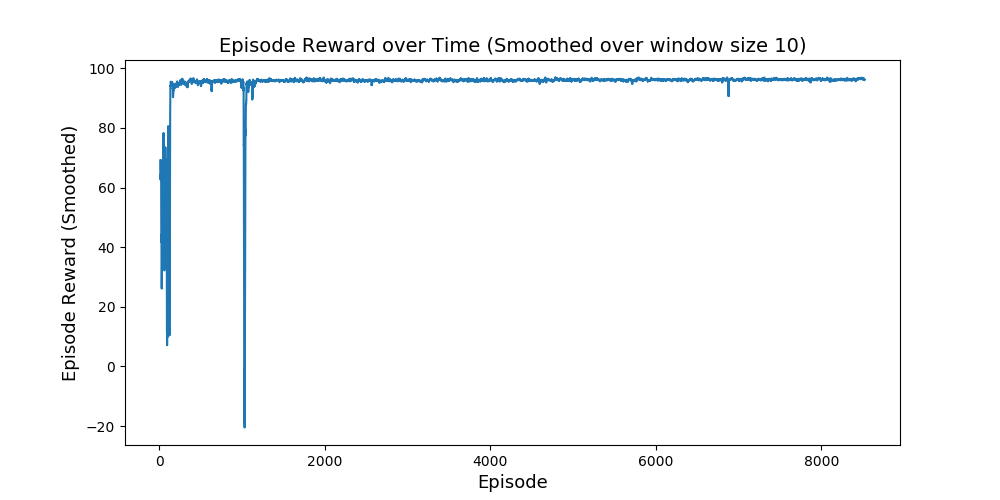 Episode Reward over Time (Smoothed over window size 10)
Episode Reward (Smoothed)
100
80
60
40
20
0
−20
0 2000 4000 6000 8000
Episode